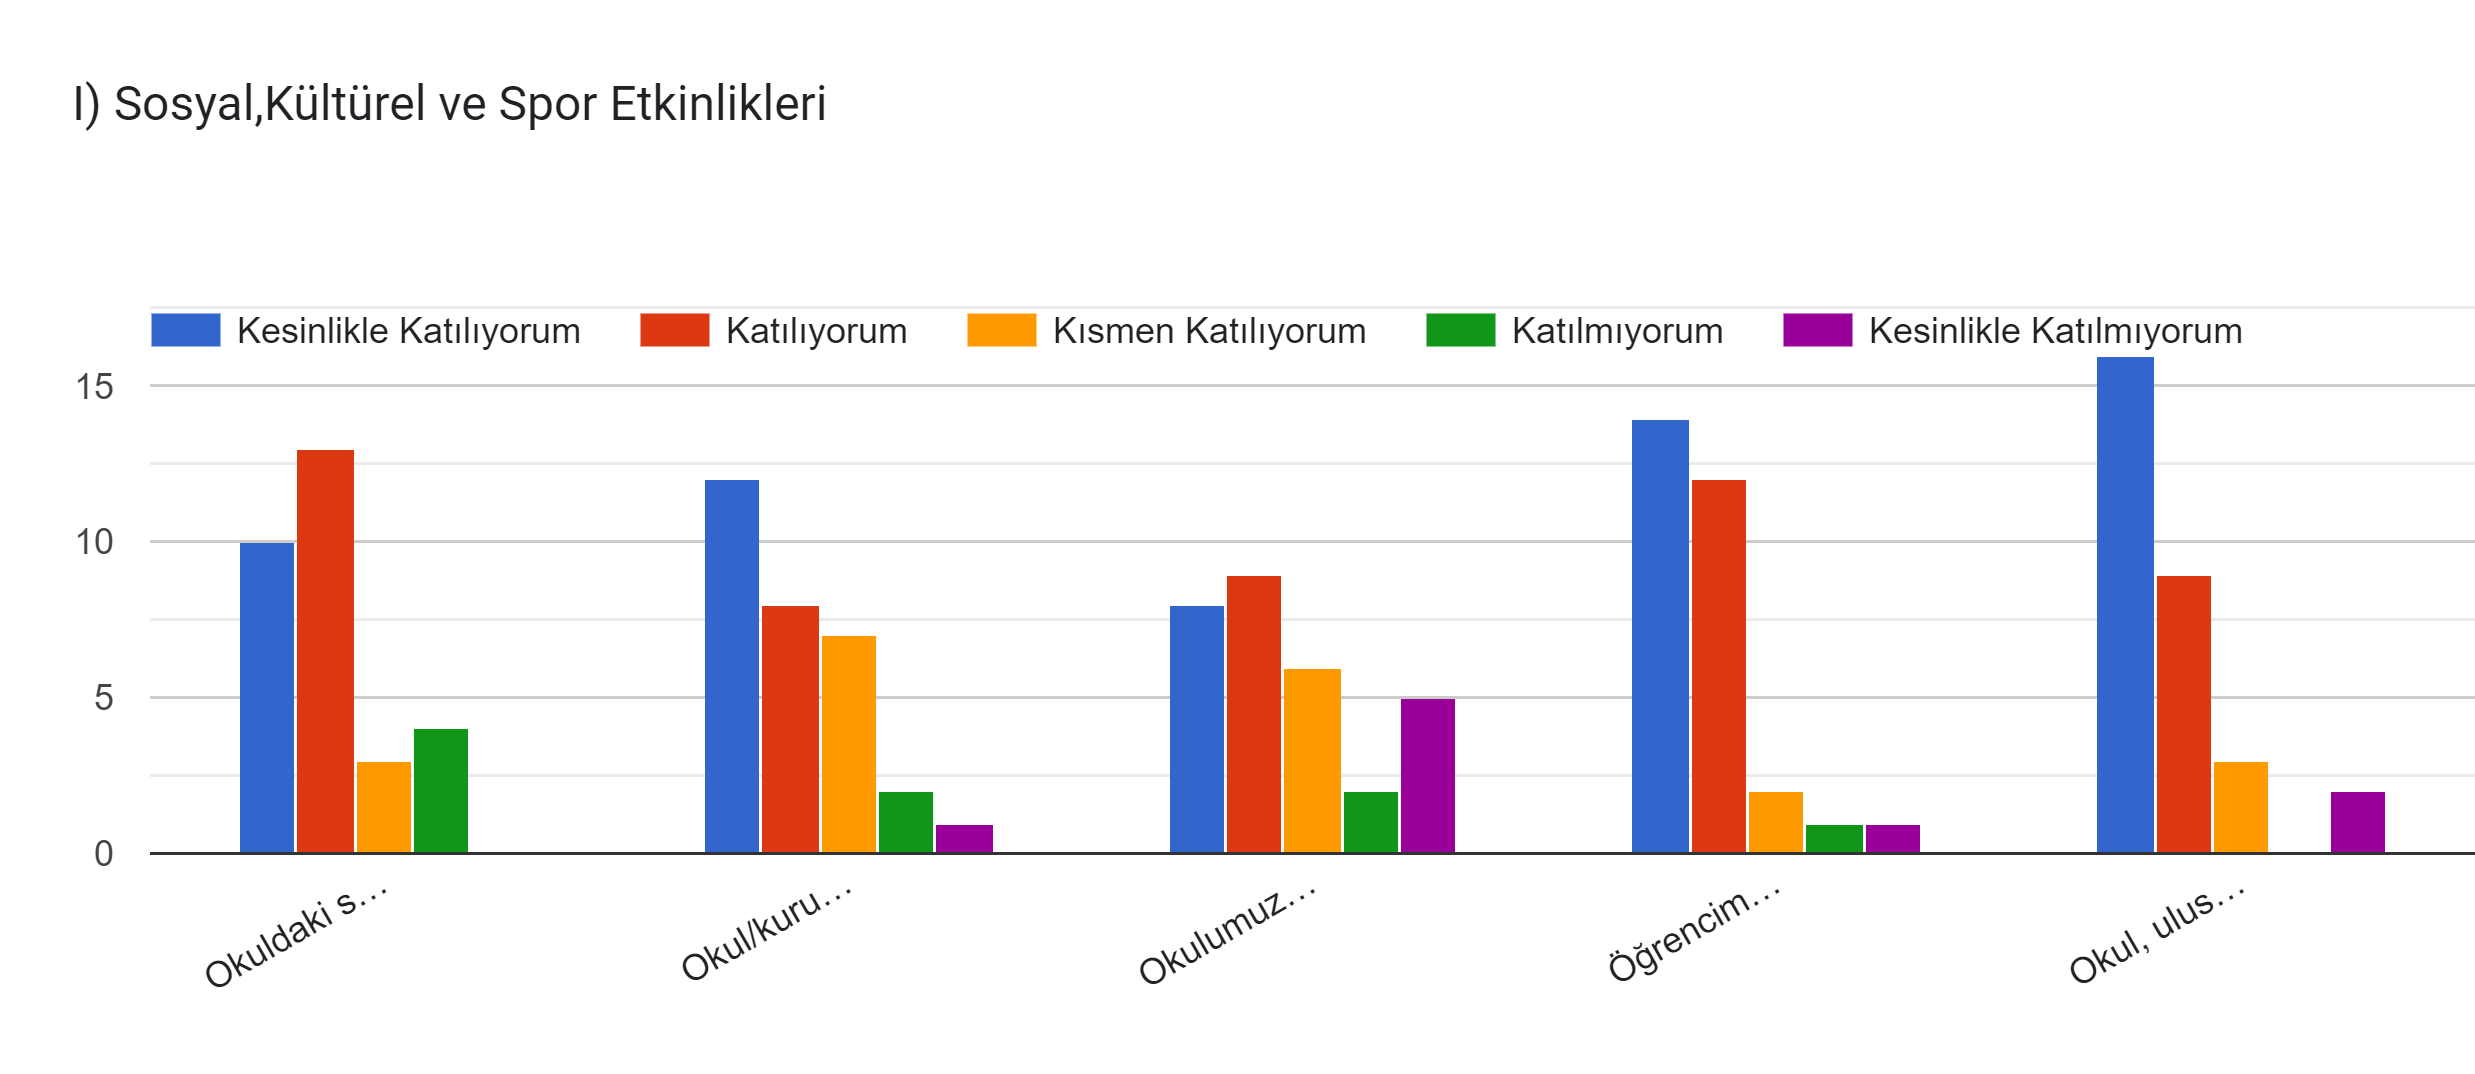 I) Sosyal,Kültürel ve Spor Etkinlikleri
Kesinlikle Katılıyorum Katılıyorum Kısmen Katılıyorum Katılmıyorum Kesinlikle Katılmıyorum
15
10
5
0
Okuldaki s…
Okul/kuru…
Okulumuz…
Öğrencim…
Okul, ulus…